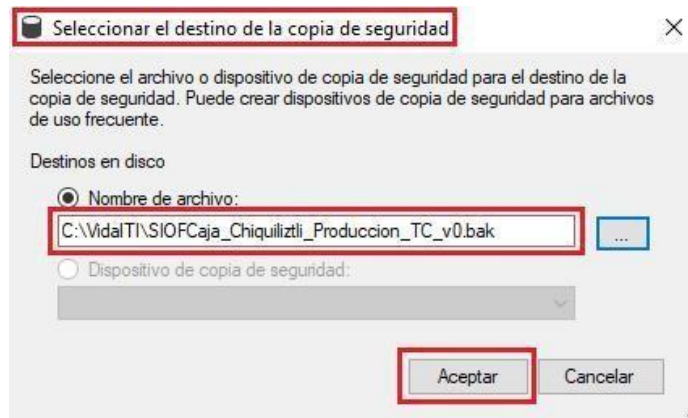 Seleccionar el destino de la copia de seguridad
Seleccione el archivo o dispositivo de copia de seguridad para el destino de la
copia de seguridad. Puede crear dispositivos de copia de seguridad para archivos
de uso frecuente.
Destinos en disco
Nombre de archivo:
C:\VidaITI\SIOFCaja_Chiquiliztli_Produccion_TC_v0.bak
...
Dispositivo de copia de seguridad:
Aceptar
Cancelar